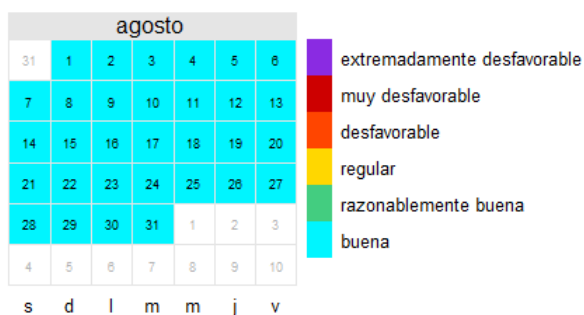 agosto
31 1 2 3 4 5 6
7 8 9 10 11 12 13
14 15 16 17 18 19 20
21 22 23 24 25 26 27
28 29 30 31 1 2 3
4 5 6 7 8 9 10
s d l m m j v
extremadamente desfavorable
muy desfavorable
desfavorable
regular
razonablemente buena
buena